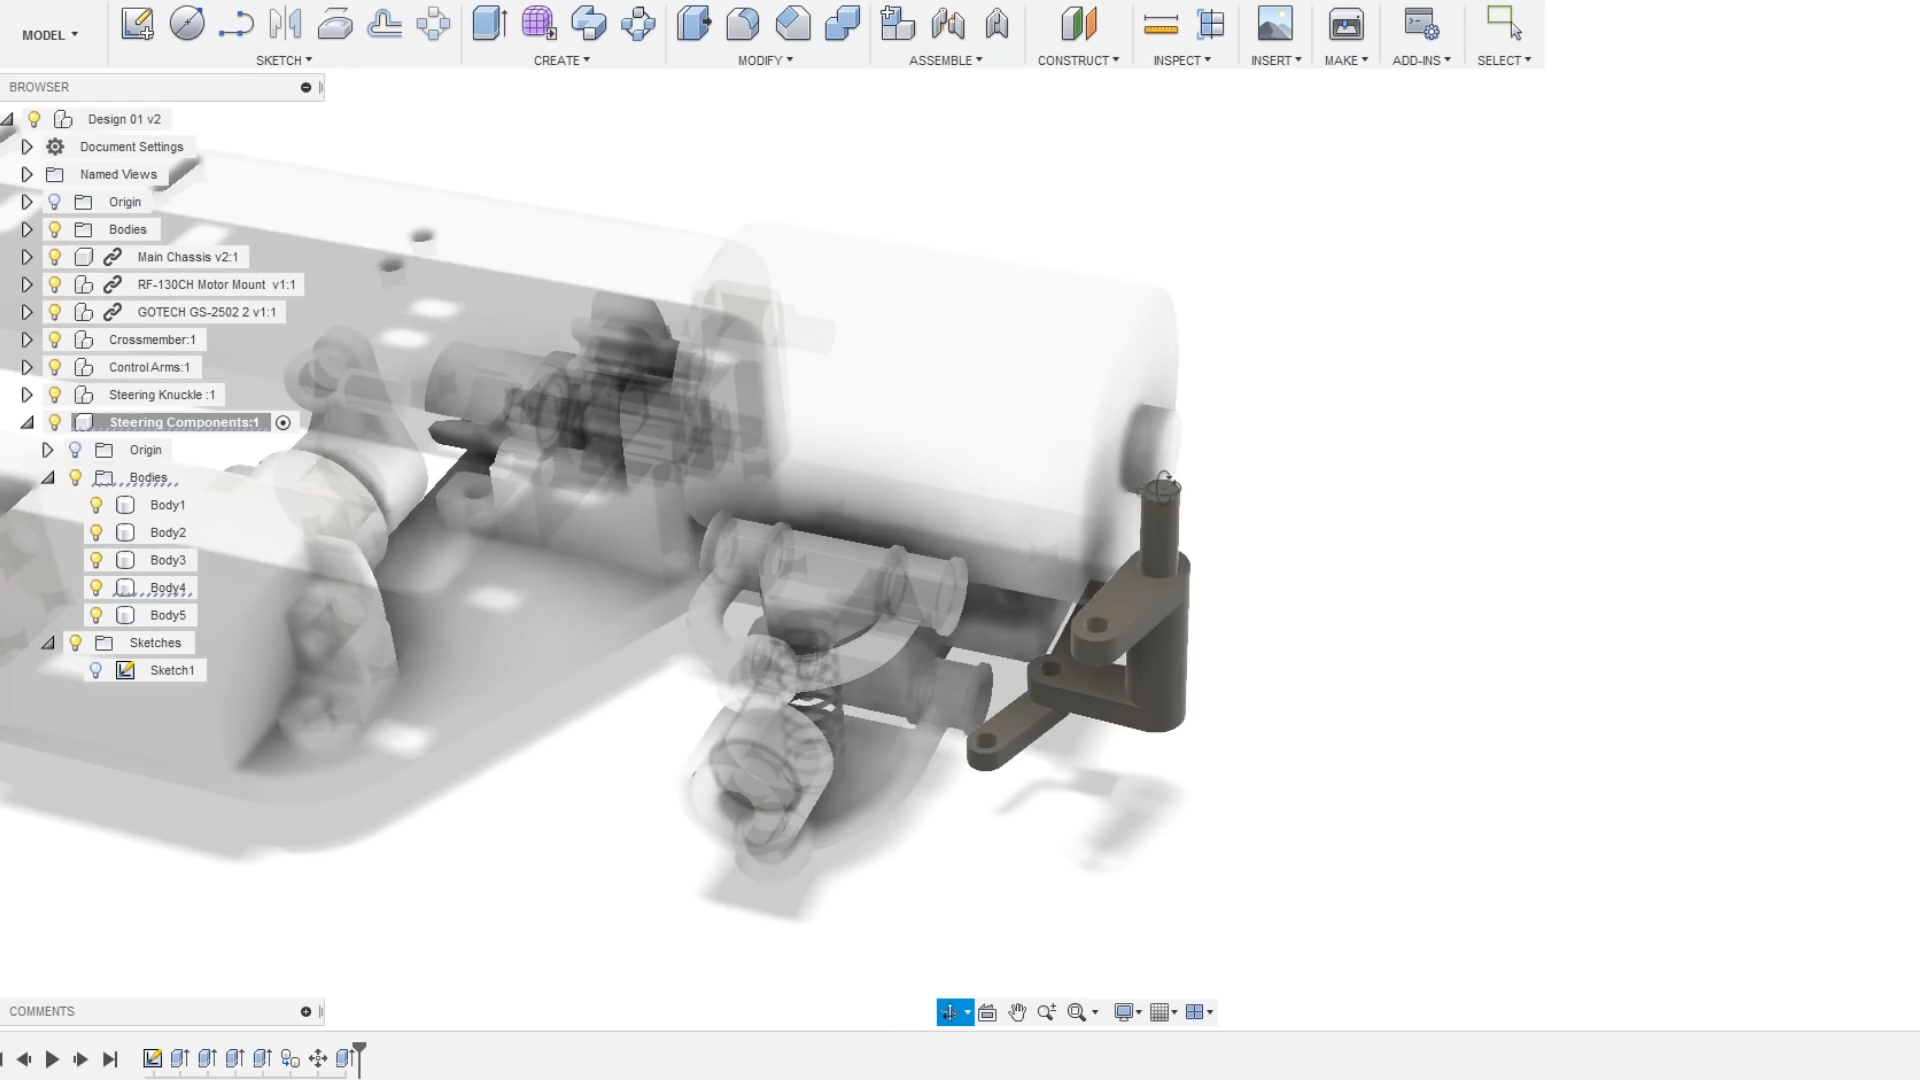 MODEL
SKETCH
CREATE
MODIFY
ASSEMBLE
CONSTRUCT
INSPECT
INSERT
MAKE
ADD-INS
SELECT
BROWSER
Design 01 v2
Document Settings
Named Views
Origin
Bodies
Main Chassis v2:1
RF-130CH Motor Mount v1:1
GOTECH GS-2502 2 v1:1
Crossmember:1
Control Arms:1
Steering Knuckle :1
Steering Components:1
Origin
Bodies
Body1
Body2
Body3
Body4
Body5
Sketches
Sketch1
COMMENTS